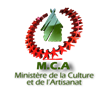 M.C.A
Ministère de la Culture
et de l'Artisanat